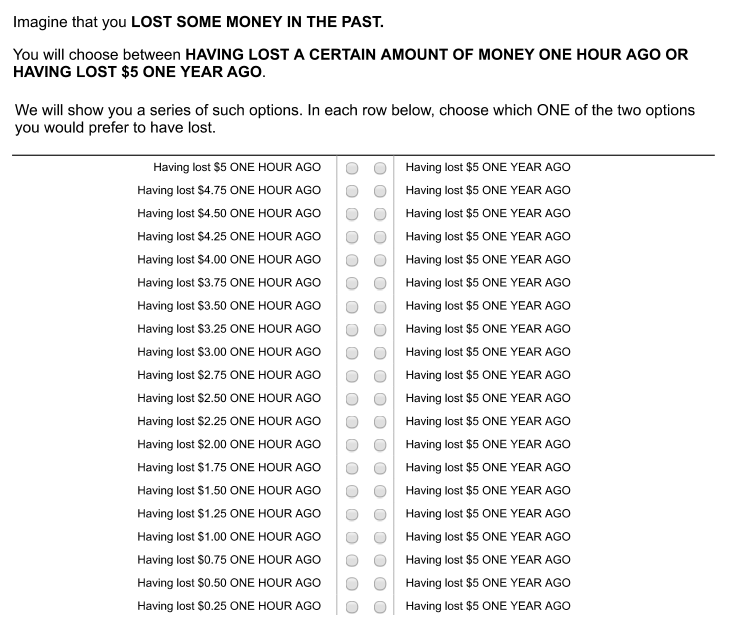 Imagine that you LOST SOME MONEY IN THE PAST.
You will choose between HAVING LOST A CERTAIN AMOUNT OF MONEY ONE HOUR AGO OR
HAVING LOST $5 ONE YEAR AGO.
We will show you a series of such options. In each row below, choose which ONE of the two options
you would prefer to have lost.
Having lost $5 ONE HOUR AGO Having lost $5 ONE YEAR AGO
Having lost $4.75 ONE HOUR AGO Having lost $5 ONE YEAR AGO
Having lost $4.50 ONE HOUR AGO Having lost $5 ONE YEAR AGO
Having lost $4.25 ONE HOUR AGO Having lost $5 ONE YEAR AGO
Having lost $4.00 ONE HOUR AGO Having lost $5 ONE YEAR AGO
Having lost $3.75 ONE HOUR AGO Having lost $5 ONE YEAR AGO
Having lost $3.50 ONE HOUR AGO Having lost $5 ONE YEAR AGO
Having lost $3.25 ONE HOUR AGO Having lost $5 ONE YEAR AGO
Having lost $3.00 ONE HOUR AGO Having lost $5 ONE YEAR AGO
Having lost $2.75 ONE HOUR AGO Having lost $5 ONE YEAR AGO
Having lost $2.50 ONE HOUR AGO Having lost $5 ONE YEAR AGO
Having lost $2.25 ONE HOUR AGO Having lost $5 ONE YEAR AGO
Having lost $2.00 ONE HOUR AGO Having lost $5 ONE YEAR AGO
Having lost $1.75 ONE HOUR AGO Having lost $5 ONE YEAR AGO
Having lost $1.50 ONE HOUR AGO Having lost $5 ONE YEAR AGO
Having lost $1.25 ONE HOUR AGO Having lost $5 ONE YEAR AGO
Having lost $1.00 ONE HOUR AGO Having lost $5 ONE YEAR AGO
Having lost $0.75 ONE HOUR AGO Having lost $5 ONE YEAR AGO
Having lost $0.50 ONE HOUR AGO Having lost $5 ONE YEAR AGO
Having lost $0.25 ONE HOUR AGO Having lost $5 ONE YEAR AGO